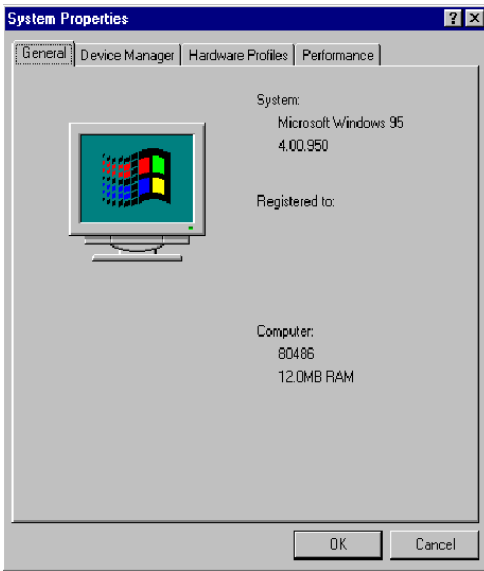 System Properties
General Device Manager Hardware Profiles Performance
System:
Microsoft Windows 95
4.00.950
Registered to:
Computer:
80486
12.0MB RAM
OK Cancel